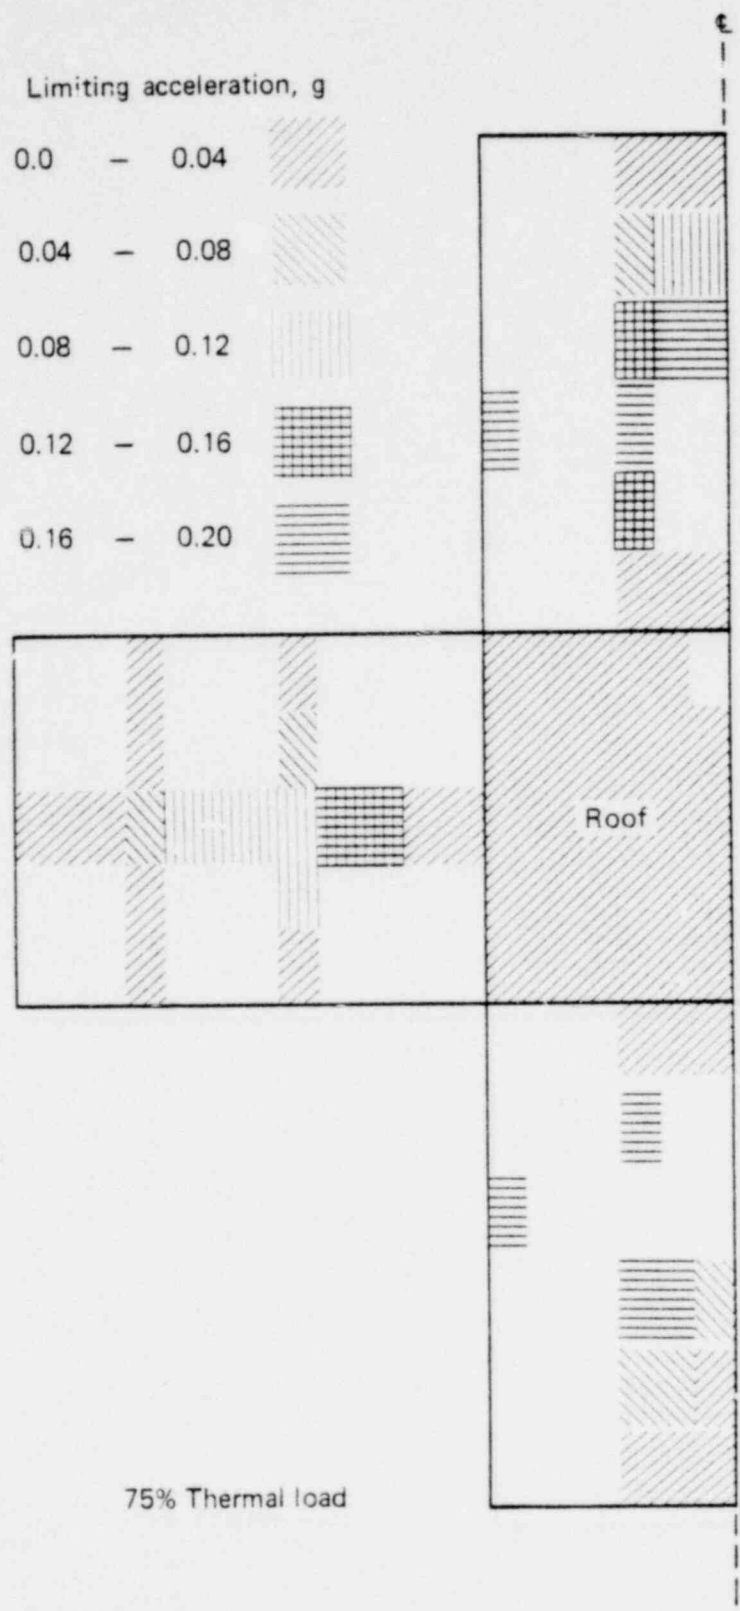 ℄
Limiting acceleration, g
0.0 – 0.04
0.04 – 0.08
0.08 – 0.12
0.12 – 0.16
0.16 – 0.20
Roof
75% Thermal load